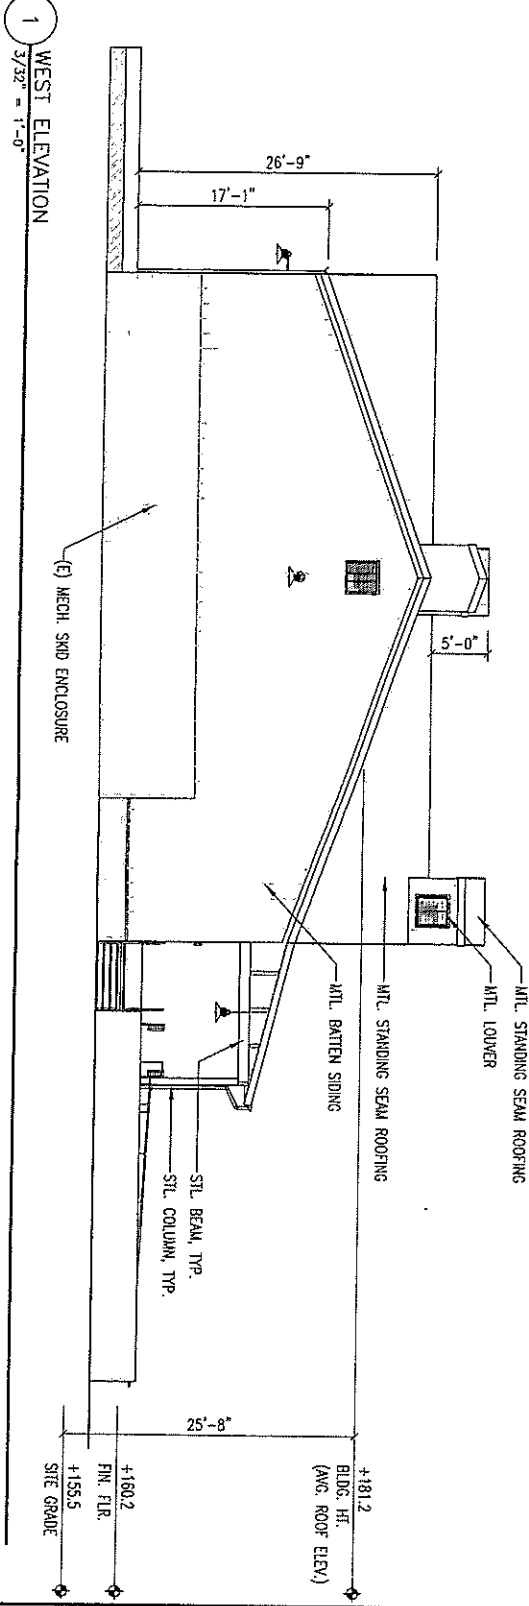 26'-9"
17'-1"
5'-0"
MTL. STANDING SEAM ROOFING
MTL. LOUVER
MTL. STANDING SEAM ROOFING
MTL. BATTEN SIDING
STL. BEAM, TYP.
STL. COLUMN, TYP.
(E) MECH. SKID ENCLOSURE
25'-8"
+181.2
BLDG. HT.
(AVG. ROOF ELEV.)
+160.2
FIN. FLR.
+155.5
SITE GRADE
1
WEST ELEVATION
3/32" = 1'-0"